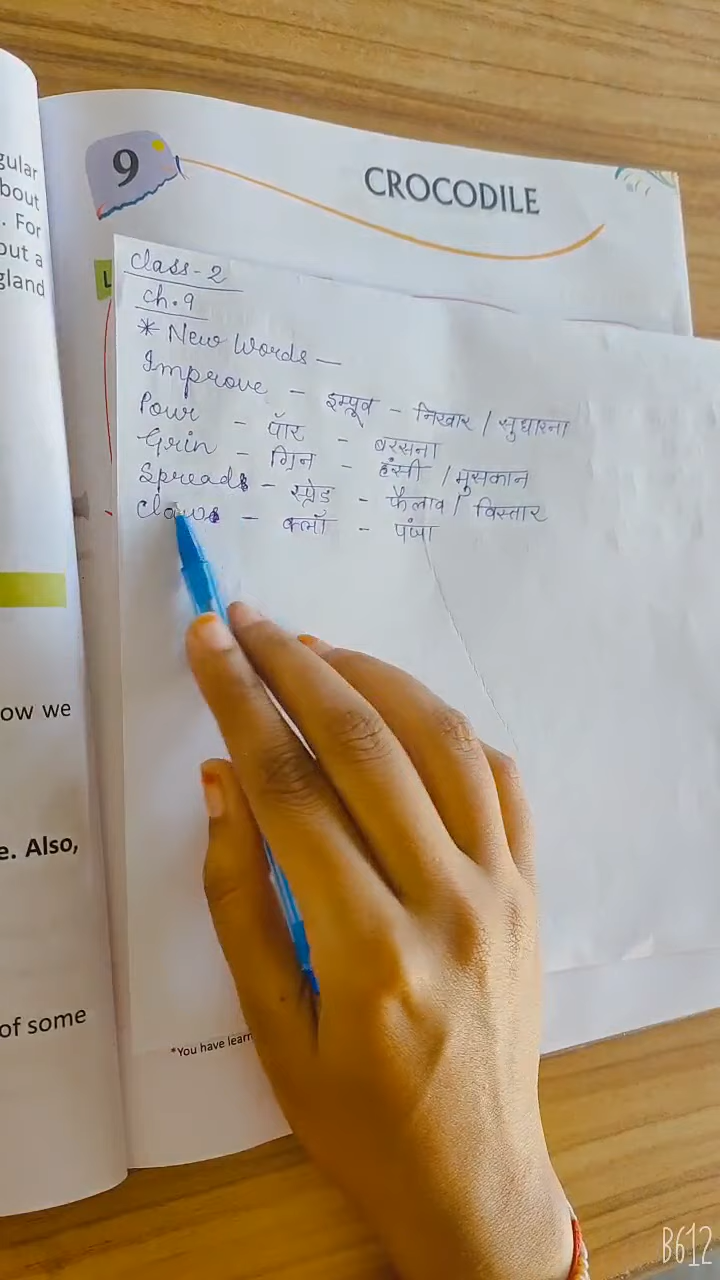 gular
bout
. For
out a
gland
ow we
e. Also,
of some
9
CROCODILE
L
Class-2
Ch.9
* New Words —
Improve - इम्प्रूव - निखार / सुधारना
Pour - पॉर - बरसना
Grin - ग्रिन - हंसी / मुसकान
Spreads - स्प्रेड - फैलाव / विस्तार
Claws - क्लॉ - पंजा
*You have learn
B612